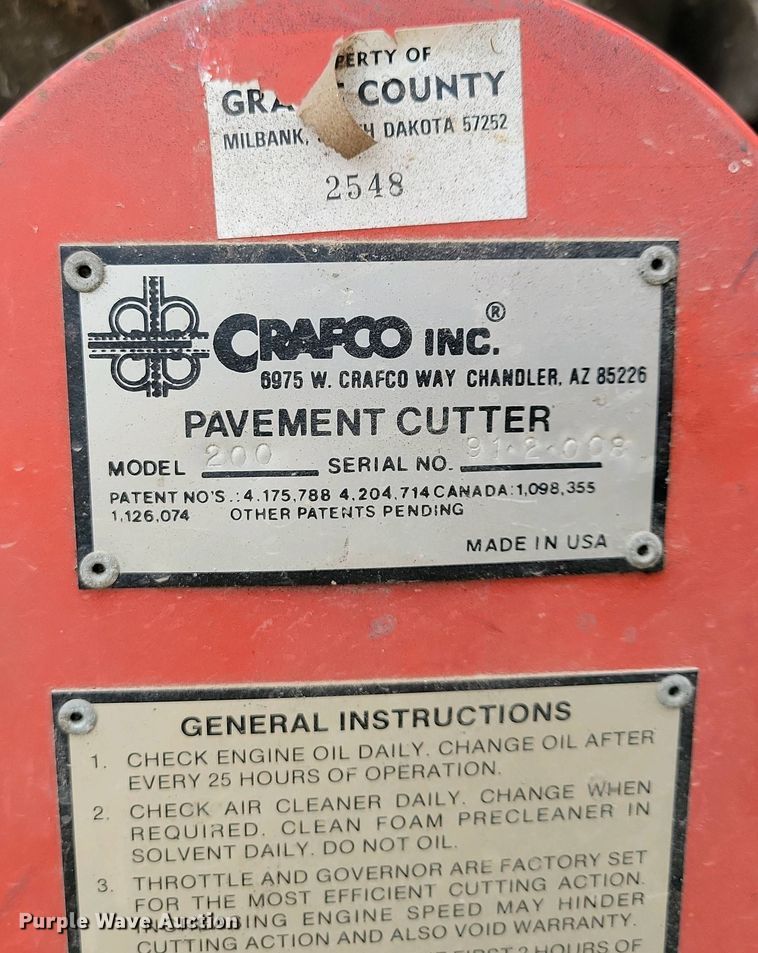 PERTY OF
GRA COUNTY
MILBANK, H DAKOTA 57252
2548
CRAFCO INC.®
6975 W. CRAFCO WAY CHANDLER, AZ 85226
PAVEMENT CUTTER
MODEL 200 SERIAL NO. 91-2-008
PATENT NO'S.:4,175,788 4,204,714 CANADA:1,098,355
1,126,074 OTHER PATENTS PENDING
MADE IN USA
GENERAL INSTRUCTIONS
1. CHECK ENGINE OIL DAILY. CHANGE OIL AFTER
EVERY 25 HOURS OF OPERATION.
2. CHECK AIR CLEANER DAILY. CHANGE WHEN
REQUIRED. CLEAN FOAM PRECLEANER IN
SOLVENT DAILY. DO NOT OIL.
3. THROTTLE AND GOVERNOR ARE FACTORY SET
FOR THE MOST EFFICIENT CUTTING ACTION.
SING ENGINE SPEED MAY HINDER
CUTTING ACTION AND ALSO VOID WARRANTY.
FIRST 2 HOURS OF
Purple Wave Auction